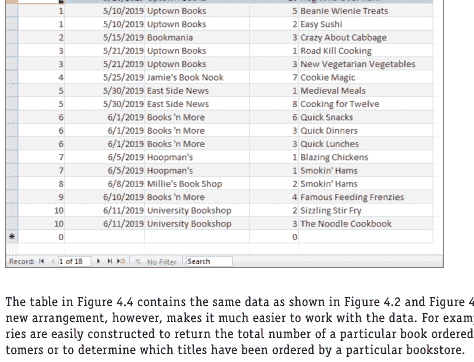 1 5/10/2019 Uptown Books 5 Beanie Wienie Treats
1 5/10/2019 Uptown Books 2 Easy Sushi
2 5/15/2019 Bookmania 3 Crazy About Cabbage
3 5/21/2019 Uptown Books 1 Road Kill Cooking
3 5/21/2019 Uptown Books 3 New Vegetarian Vegetables
4 5/25/2019 Jamie's Book Nook 7 Cookie Magic
5 5/30/2019 East Side News 1 Medieval Meals
5 5/30/2019 East Side News 8 Cooking for Twelve
6 6/1/2019 Books 'n More 6 Quick Snacks
6 6/1/2019 Books 'n More 3 Quick Dinners
6 6/1/2019 Books 'n More 3 Quick Lunches
7 6/5/2019 Hoopman's 1 Blazing Chickens
7 6/5/2019 Hoopman's 1 Smokin' Hams
8 6/8/2019 Millie's Book Shop 2 Smokin' Hams
9 6/10/2019 Books 'n More 4 Famous Feeding Frenzies
10 6/11/2019 University Bookshop 2 Sizzling Stir Fry
10 6/11/2019 University Bookshop 3 The Noodle Cookbook
* 0 0
Record: 1 of 18 No Filter Search
The table in Figure 4.4 contains the same data as shown in Figure 4.2 and Figure 4
new arrangement, however, makes it much easier to work with the data. For examp
ries are easily constructed to return the total number of a particular book ordered
tomers or to determine which titles have been ordered by a particular bookstore.